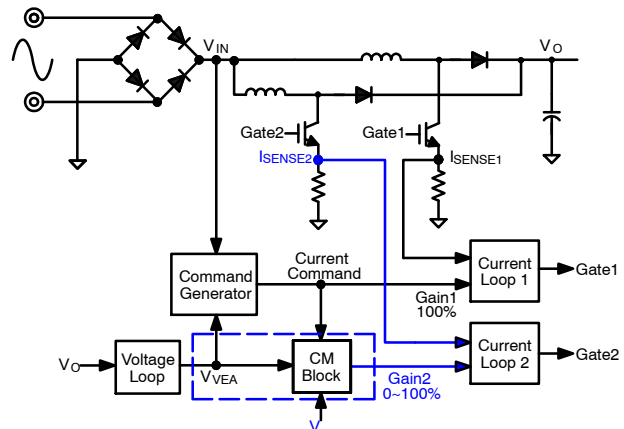 VIN
VO
Gate2
Gate1
ISENSE2
ISENSE1
Command
Generator
Current
Command
Gain1
100%
Current
Loop 1
Gate1
VO
Voltage
Loop
VVEA
CM
Block
Gain2
0~100%
Current
Loop 2
Gate2
V